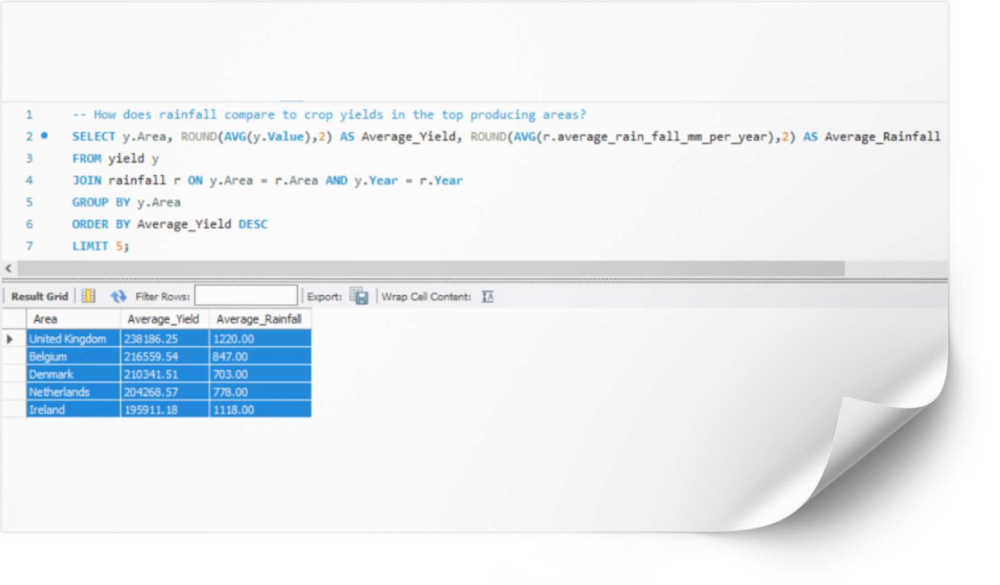 1 -- How does rainfall compare to crop yields in the top producing areas?
2 SELECT y.Area, ROUND(AVG(y.Value),2) AS Average_Yield, ROUND(AVG(r.average_rain_fall_mm_per_year),2) AS Average_Rainfall
3 FROM yield y
4 JOIN rainfall r ON y.Area = r.Area AND y.Year = r.Year
5 GROUP BY y.Area
6 ORDER BY Average_Yield DESC
7 LIMIT 5;
Result Grid Filter Rows: Export: Wrap Cell Content:
Area Average_Yield Average_Rainfall
United Kingdom 238186.25 1220.00
Belgium 216559.54 847.00
Denmark 210341.51 703.00
Netherlands 204268.57 778.00
Ireland 195911.18 1118.00